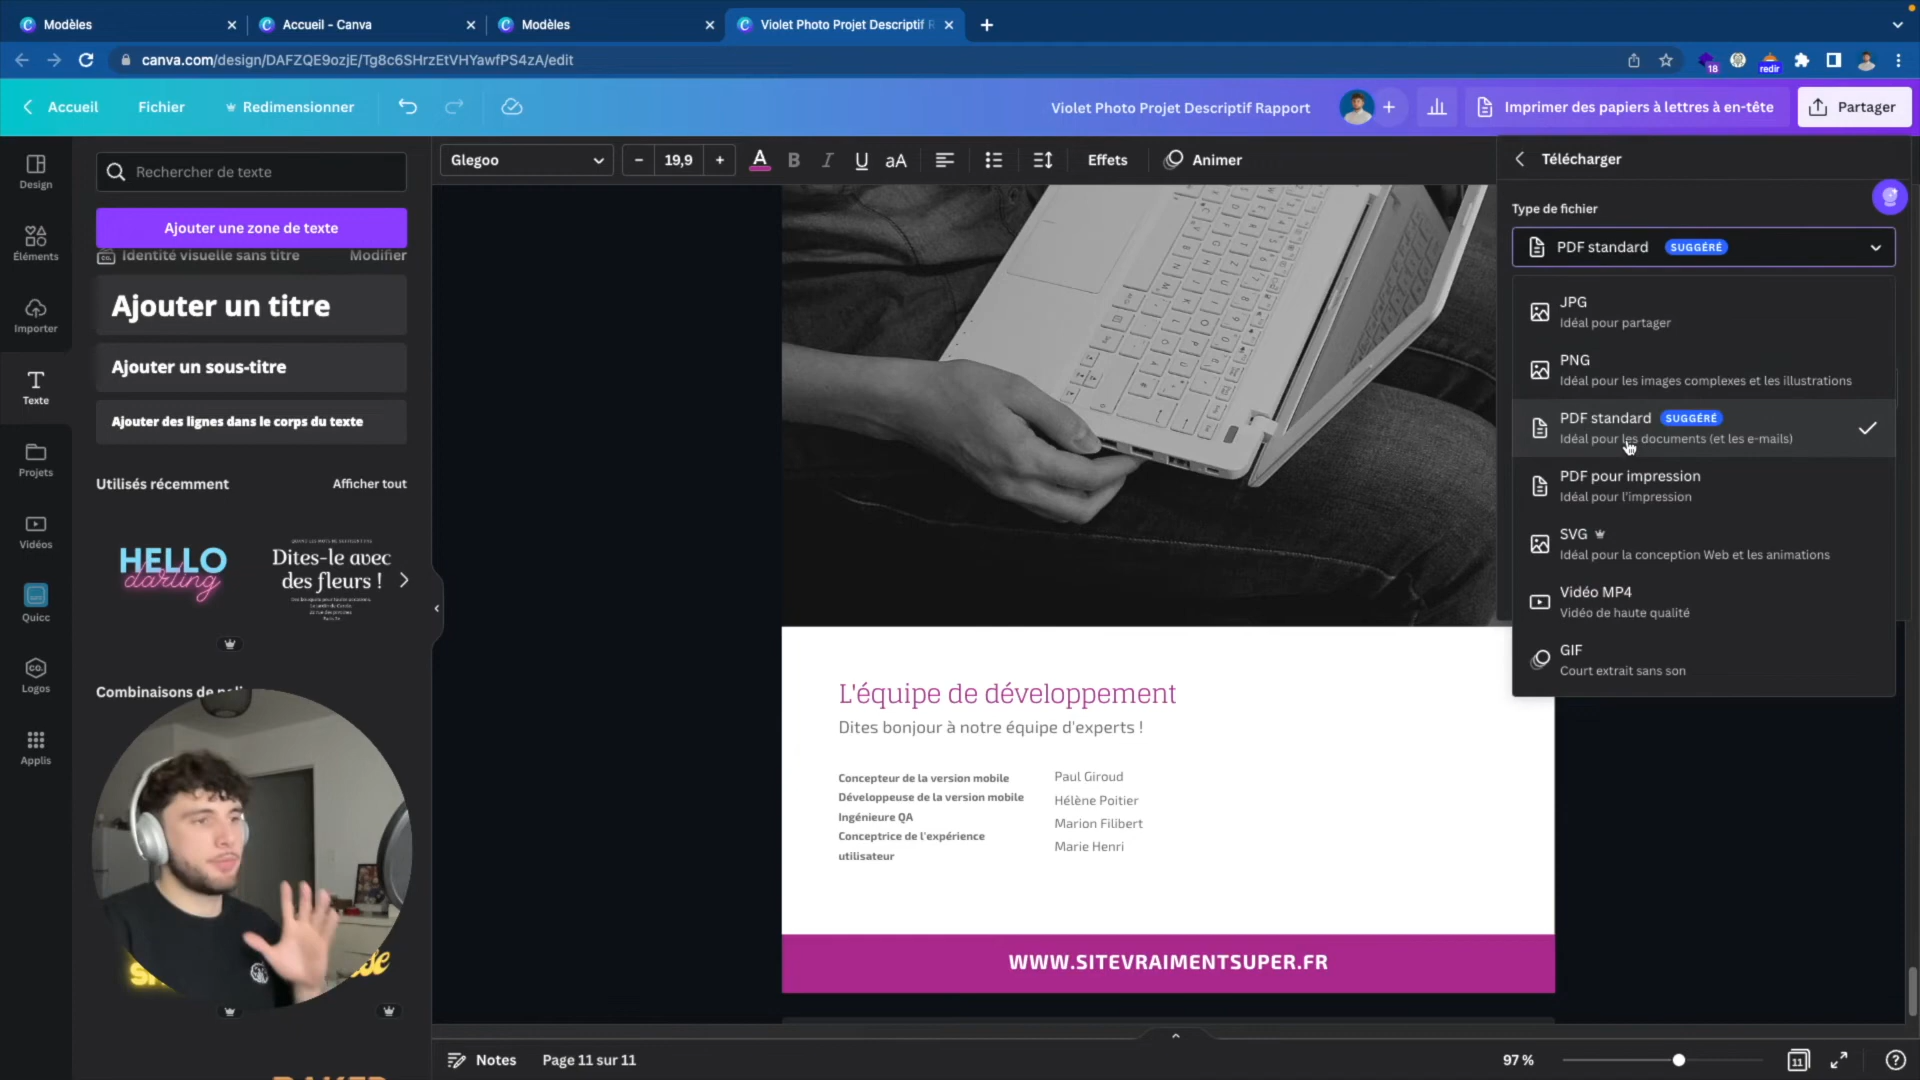 Modèles
Accueil - Canva
Modèles
Violet Photo Projet Descriptif R
canva.com/design/DAFZQE9ozjE/Tg8c6SHrzEtVHYawfPS4zA/edit
18
redir
Accueil
Fichier
Redimensionner
Violet Photo Projet Descriptif Rapport
Imprimer des papiers à lettres à en-tête
Partager
Design
Éléments
Importer
Texte
Projets
Vidéos
Quicc
Logos
Applis
Rechercher de texte
Ajouter une zone de texte
Identité visuelle sans titre
Modifier
Ajouter un titre
Ajouter un sous-titre
Ajouter des lignes dans le corps du texte
Utilisés récemment
Afficher tout
HELLO
darling
Dites-le avec
des fleurs !
Combinaisons de
Glegoo
19,9
A
B
I
U
aA
Effets
Animer
Télécharger
Type de fichier
PDF standard SUGGÉRÉ
JPG
Idéal pour partager
PNG
Idéal pour les images complexes et les illustrations
PDF standard SUGGÉRÉ
Idéal pour les documents (et les e-mails)
PDF pour impression
Idéal pour l'impression
SVG
Idéal pour la conception Web et les animations
Vidéo MP4
Vidéo de haute qualité
GIF
Court extrait sans son
L'équipe de développement
Dites bonjour à notre équipe d'experts !
Concepteur de la version mobile
Développeuse de la version mobile
Ingénieure QA
Conceptrice de l'expérience
utilisateur
Paul Giroud
Hélène Poitier
Marion Filibert
Marie Henri
WWW.SITEVRAIMENTSUPER.FR
Notes
Page 11 sur 11
97 %
11